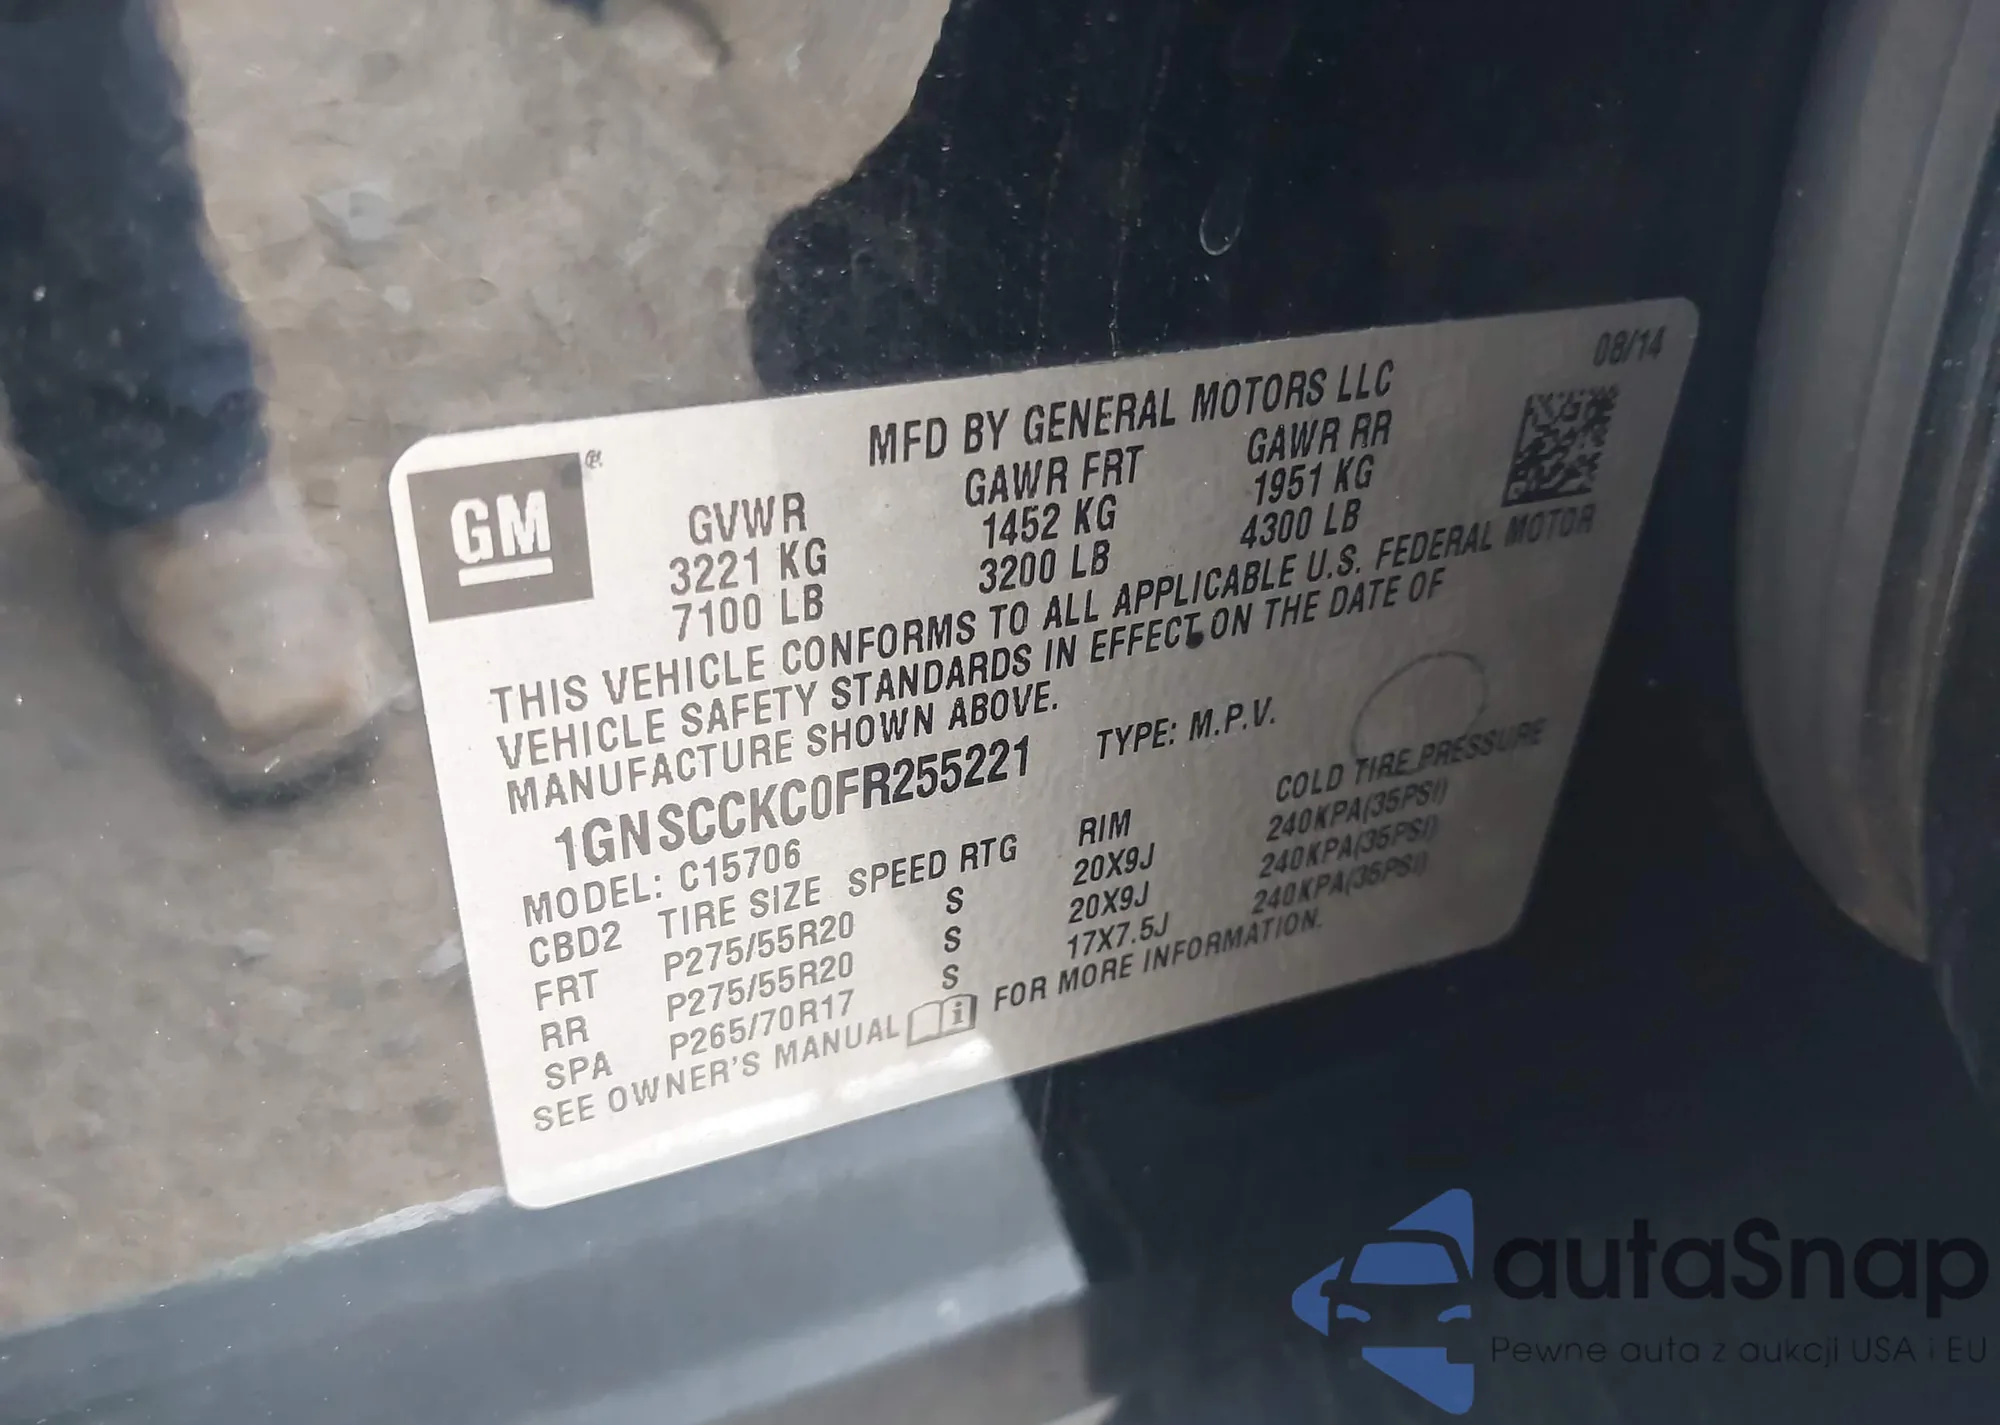 08/14
MFD BY GENERAL MOTORS LLC
GM®
GVWR GAWR FRT GAWR RR
3221 KG 1452 KG 1951 KG
7100 LB 3200 LB 4300 LB
THIS VEHICLE CONFORMS TO ALL APPLICABLE U.S. FEDERAL MOTOR
VEHICLE SAFETY STANDARDS IN EFFECT ON THE DATE OF
MANUFACTURE SHOWN ABOVE.
1GNSCCKC0FR255221 TYPE: M.P.V.
MODEL: C15706
CBD2 TIRE SIZE SPEED RTG RIM COLD TIRE PRESSURE
FRT P275/55R20 S 20X9J 240KPA(35PSI)
RR P275/55R20 S 20X9J 240KPA(35PSI)
SPA P265/70R17 S 17X7.5J 240KPA(35PSI)
SEE OWNER'S MANUAL i FOR MORE INFORMATION.
autaSnap
Pewne auta z aukcji USA i EU